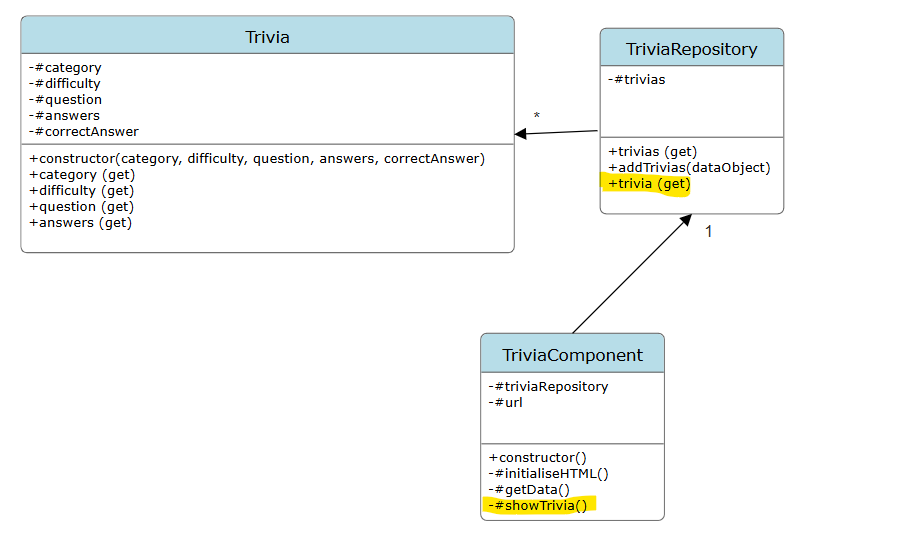 Trivia
-#category
-#difficulty
-#question
-#answers
-#correctAnswer
+constructor(category, difficulty, question, answers, correctAnswer)
+category (get)
+difficulty (get)
+question (get)
+answers (get)
*
TriviaRepository
-#trivias
+trivias (get)
+addTrivias(dataObject)
+trivia (get)
1
TriviaComponent
-#triviaRepository
-#url
+constructor()
-#initialiseHTML()
-#getData()
-#showTrivia()